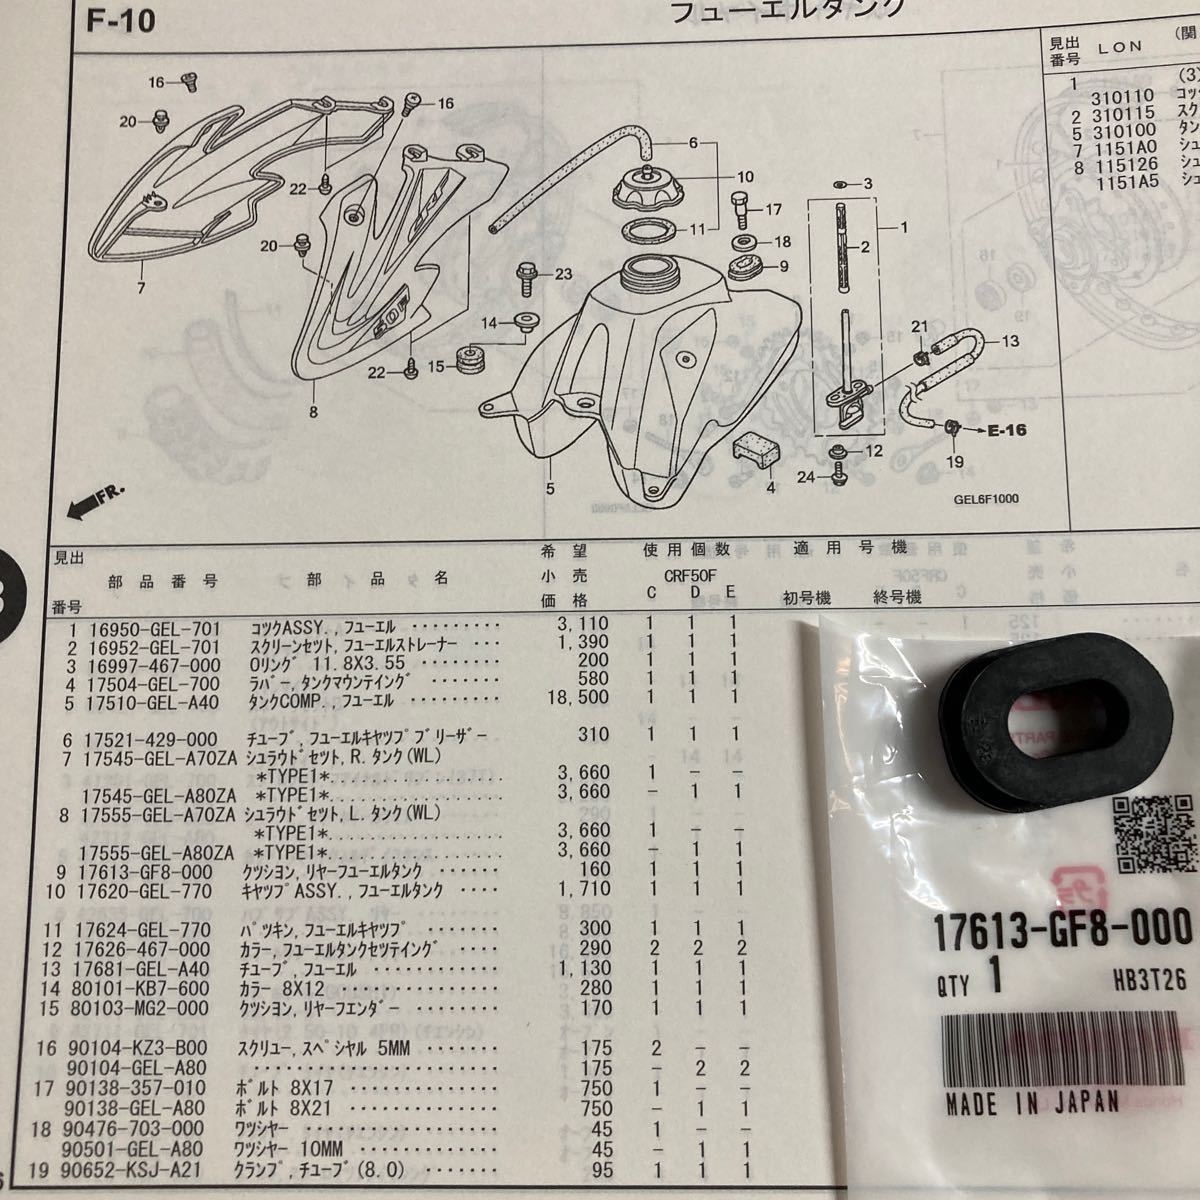 F-10
フューエルタンク
16
20
7
22
16
20
8
22
6
10
11
23
14
15
5
17
18
9
4
3
1
2
21
13
12
24
19
E-16
FR.
GEL6F1000
見出
番号
LON
(関
1
(3)
310110 コツ
2 310115 スク
5 310100 タン
7 1151A0 シュ
8 115126 シュ
1151A5 シュ
見出
番号
部品番号
部品名
希望
小売
価格
使用個数
CRF50F
C D E
適用号機
初号機 終号機
1 16950-GEL-701 コツクASSY.,フューエル 3,110 1 1 1
2 16952-GEL-701 スクリーンセツト,フューエルストレーナー 1,390 1 1 1
3 16997-467-000 Oリング 11.8X3.55 200 1 1 1
4 17504-GEL-700 ラバー,タンクマウンテイング 580 1 1 1
5 17510-GEL-A40 タンクCOMP.,フューエル 18,500 1 1 1
6 17521-429-000 チューブ,フューエルキヤツプブリーザー 310 1 1 1
7 17545-GEL-A70ZA シュラウドセツト,R.タンク(WL)
*TYPE1* 3,660 1 - -
17545-GEL-A80ZA *TYPE1* 3,660 - 1 1
8 17555-GEL-A70ZA シュラウドセツト,L.タンク(WL)
*TYPE1* 3,660 1 - -
17555-GEL-A80ZA *TYPE1* 3,660 - 1 1
9 17613-GF8-000 クツシヨン,リヤーフューエルタンク 160 1 1 1
10 17620-GEL-770 キヤツプASSY.,フューエルタンク 1,710 1 1 1
11 17624-GEL-770 パツキン,フューエルキヤツプ 300 1 1 1
12 17626-467-000 カラー,フューエルタンクセツテイング 290 2 2 2
13 17681-GEL-A40 チューブ,フューエル 1,130 1 1 1
14 80101-KB7-600 カラー 8X12 280 1 1 1
15 80103-MG2-000 クツシヨン,リヤーフエンダー 170 1 1 1
16 90104-KZ3-B00 スクリュー,スペシヤル 5MM 175 2 - -
90104-GEL-A80 175 - 2 2
17 90138-357-010 ボルト 8X17 750 1 - -
90138-GEL-A80 ボルト 8X21 750 - 1 1
18 90476-703-000 ワツシヤー 45 1 - -
90501-GEL-A80 ワツシヤー 10MM 45 - 1 1
19 90652-KSJ-A21 クランプ,チューブ(8.0) 95 1 1 1
17613-GF8-000
QTY 1 HB3T26
MADE IN JAPAN